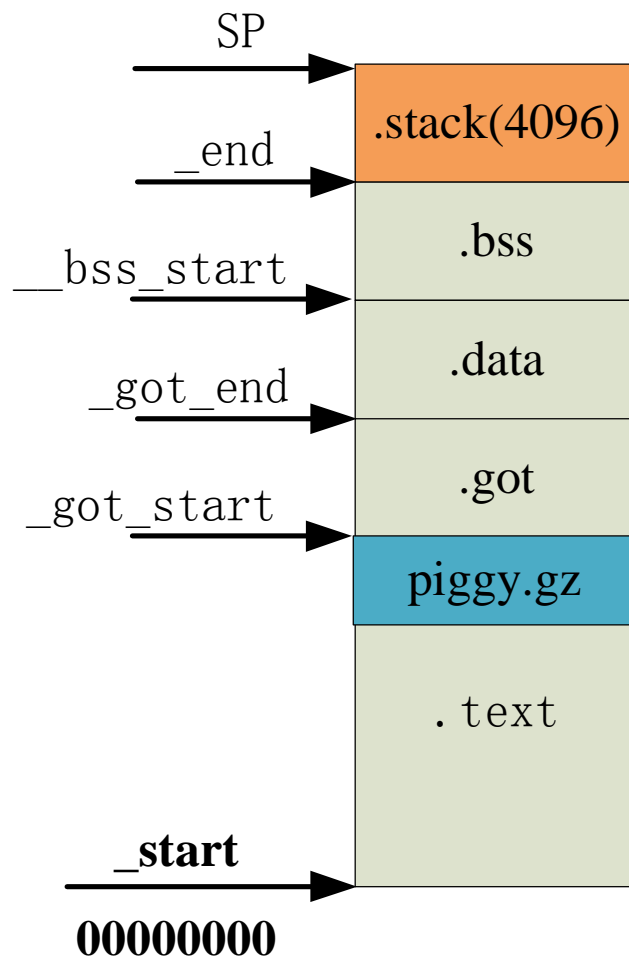 SP
.stack(4096)
_end
.bss
__bss_start
.data
_got_end
.got
_got_start
piggy.gz
.text
_start
00000000